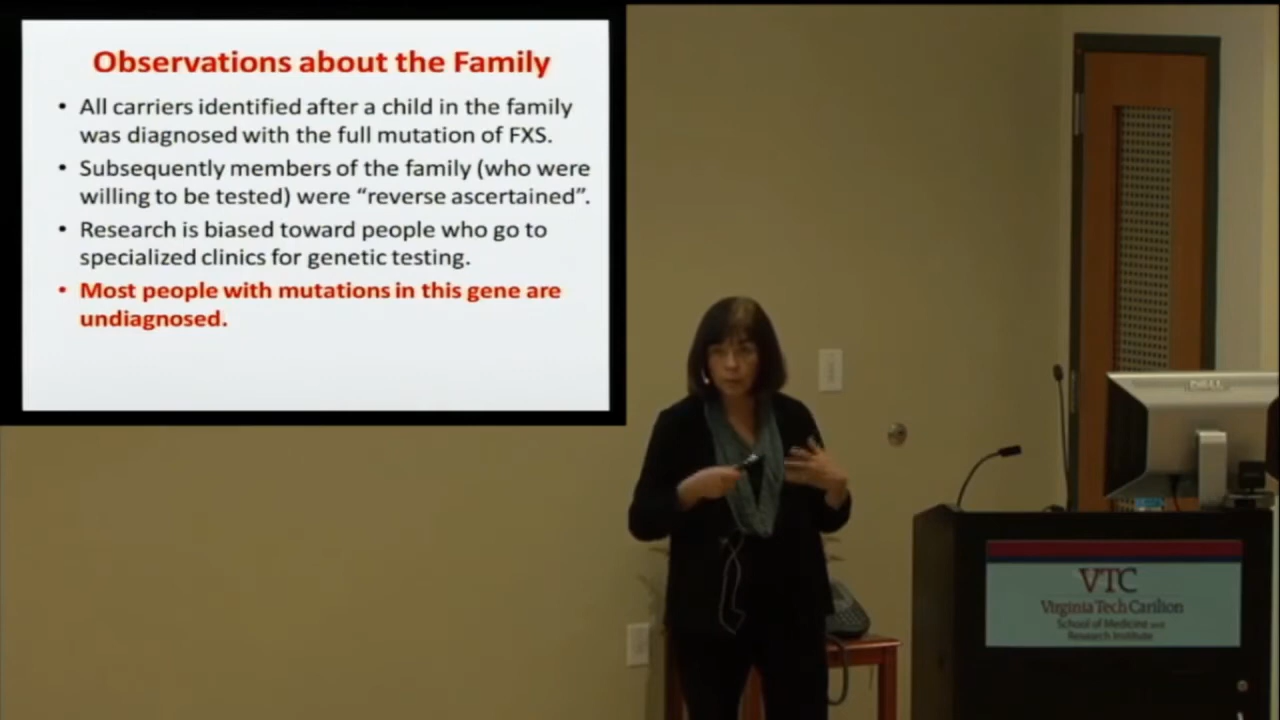 Observations about the Family
• All carriers identified after a child in the family
was diagnosed with the full mutation of FXS.
• Subsequently members of the family (who were
willing to be tested) were “reverse ascertained”.
• Research is biased toward people who go to
specialized clinics for genetic testing.
• Most people with mutations in this gene are
undiagnosed.
DELL
VTC
Virginia Tech Carilion
School of Medicine and
Research Institute